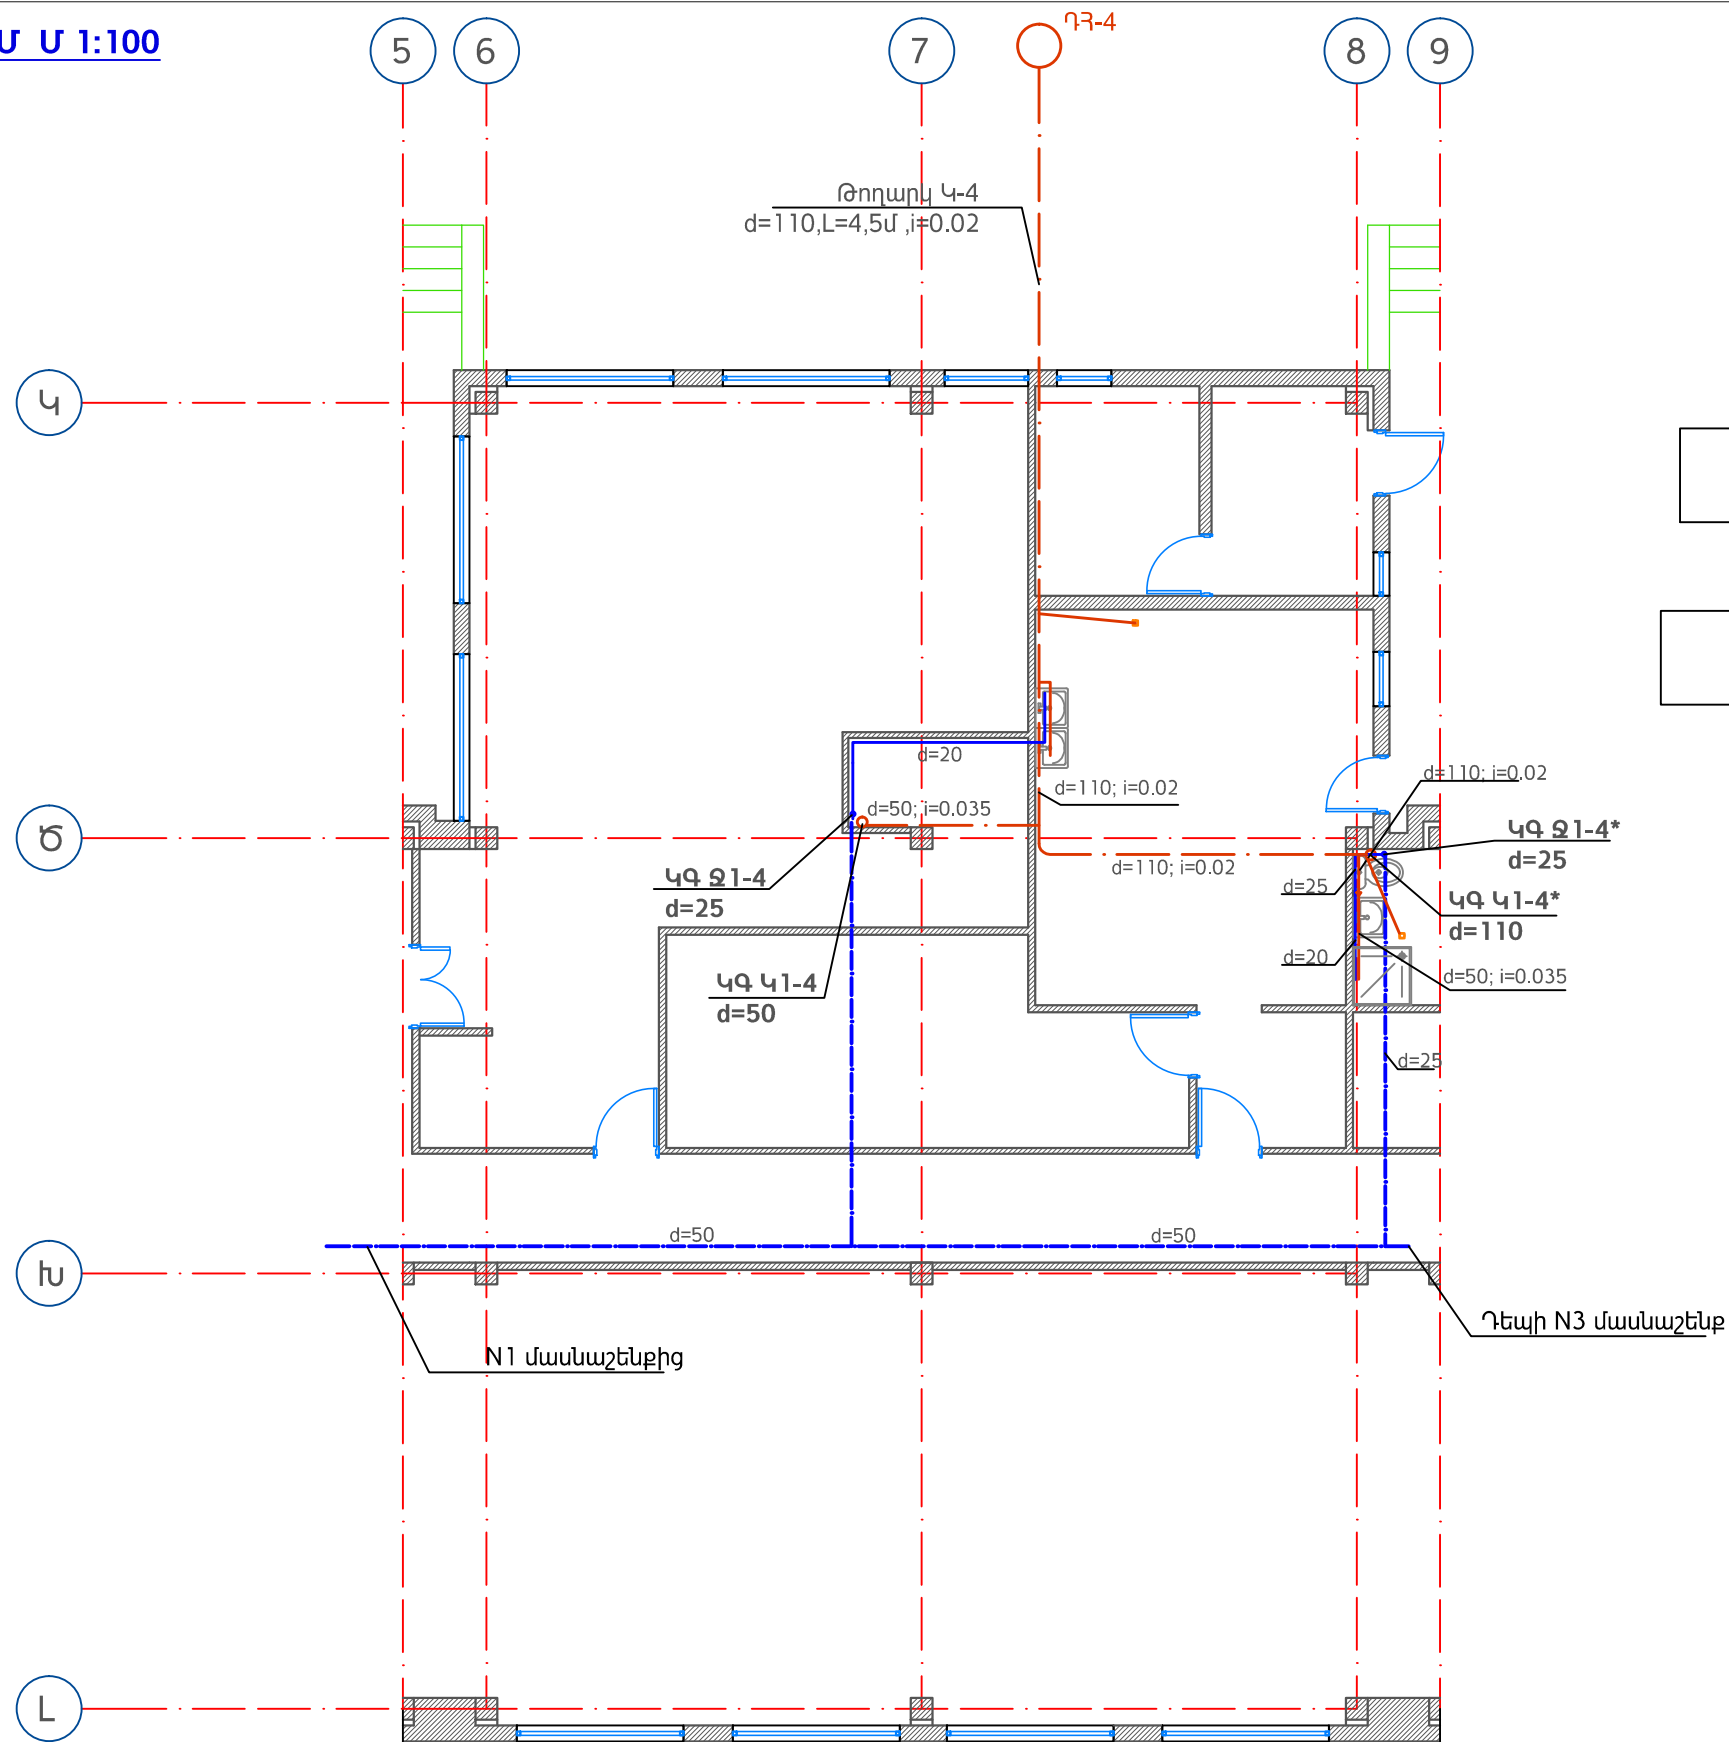 Մ Մ 1:100
5
6
7
ԴՀ-4
8
9
Թողարկ Կ-4
d=110,L=4,5մ ,i=0.02
Կ
d=20
d=110; i=0.02
d=110; i=0.02
d=50; i=0.035
Ծ
ԿԳ Ջ1-4*
d=25
d=110; i=0.02
ԿԳ Ջ1-4
d=25
d=25
ԿԳ Կ1-4*
d=110
d=20
d=50; i=0.035
ԿԳ Կ1-4
d=50
d=25
d=50
d=50
Խ
Դեպի N3 մասնաշենք
N1 մասնաշենքից
Լ